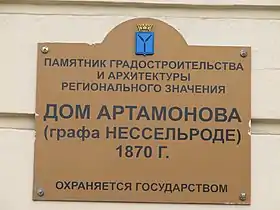 ПАМЯТНИК ГРАДОСТРОИТЕЛЬСТВА
И АРХИТЕКТУРЫ
РЕГИОНАЛЬНОГО ЗНАЧЕНИЯ
ДОМ АРТАМОНОВА
(графа НЕССЕЛЬРОДЕ)
1870 Г.
ОХРАНЯЕТСЯ ГОСУДАРСТВОМ